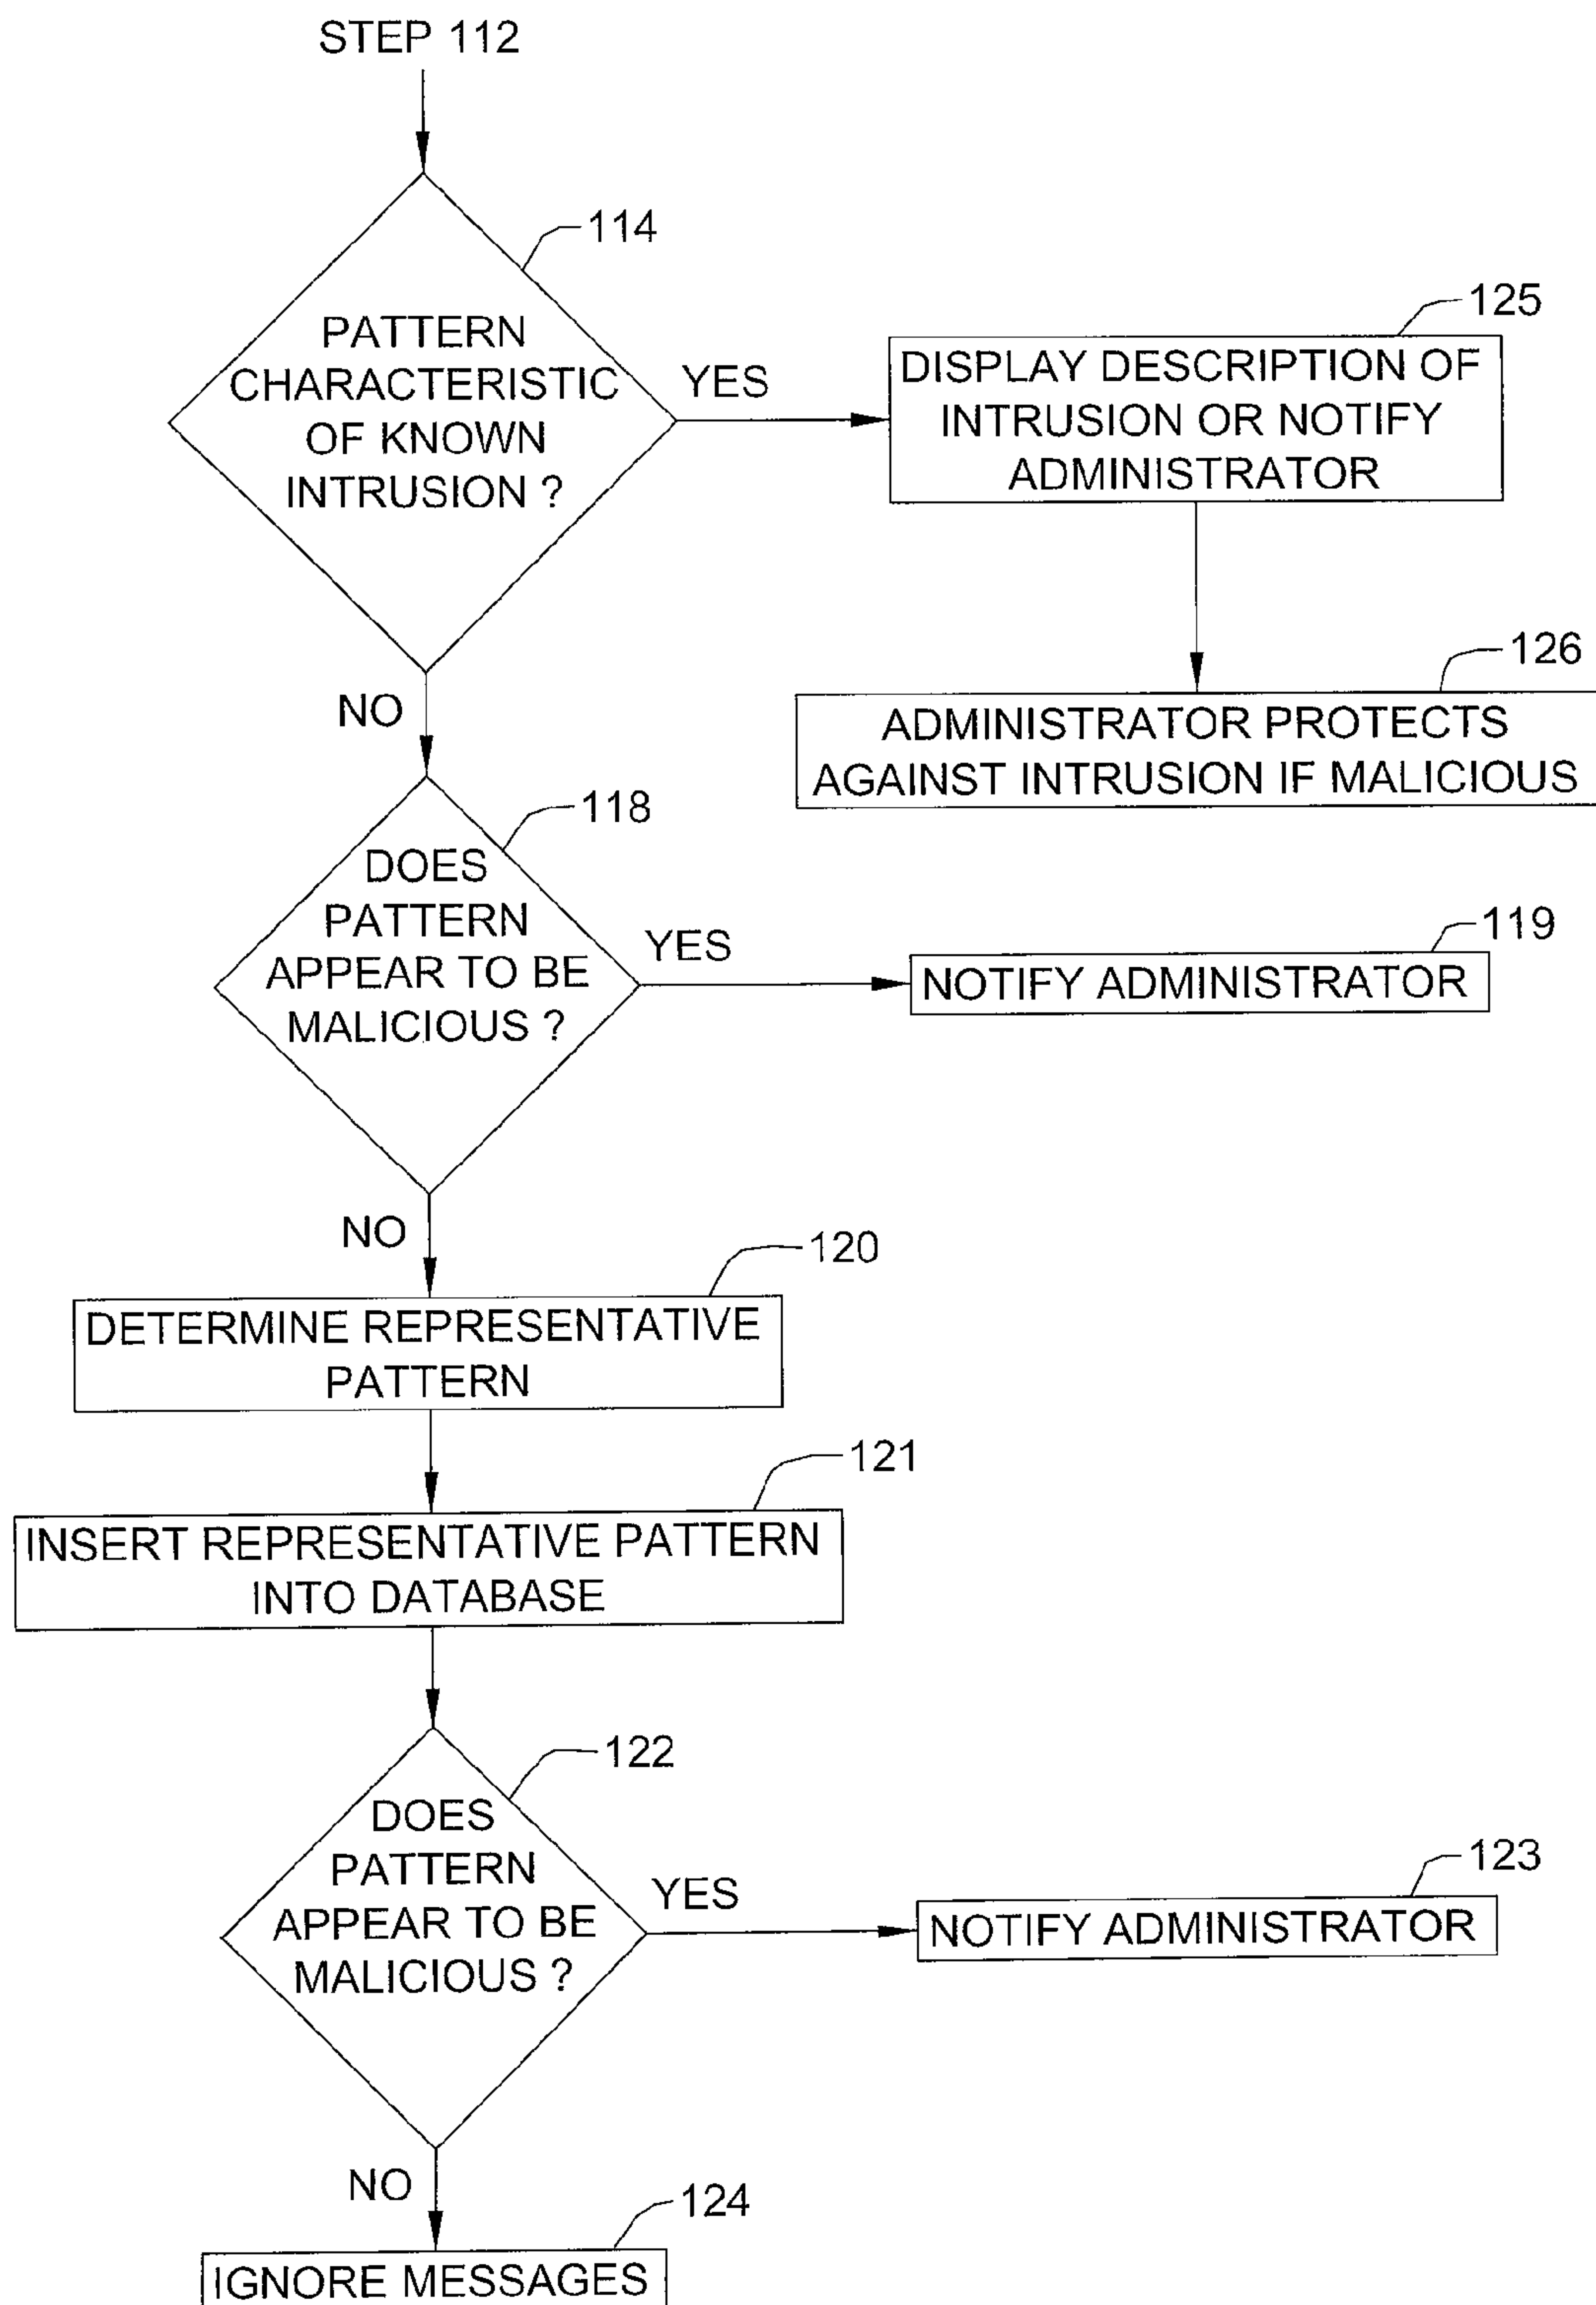 STEP 112
114
PATTERN
CHARACTERISTIC
OF KNOWN
INTRUSION ?
YES
125
DISPLAY DESCRIPTION OF
INTRUSION OR NOTIFY
ADMINISTRATOR
126
ADMINISTRATOR PROTECTS
AGAINST INTRUSION IF MALICIOUS
NO
118
DOES
PATTERN
APPEAR TO BE
MALICIOUS ?
YES
119
NOTIFY ADMINISTRATOR
NO
120
DETERMINE REPRESENTATIVE
PATTERN
121
INSERT REPRESENTATIVE PATTERN
INTO DATABASE
122
DOES
PATTERN
APPEAR TO BE
MALICIOUS ?
YES
123
NOTIFY ADMINISTRATOR
NO
124
IGNORE MESSAGES